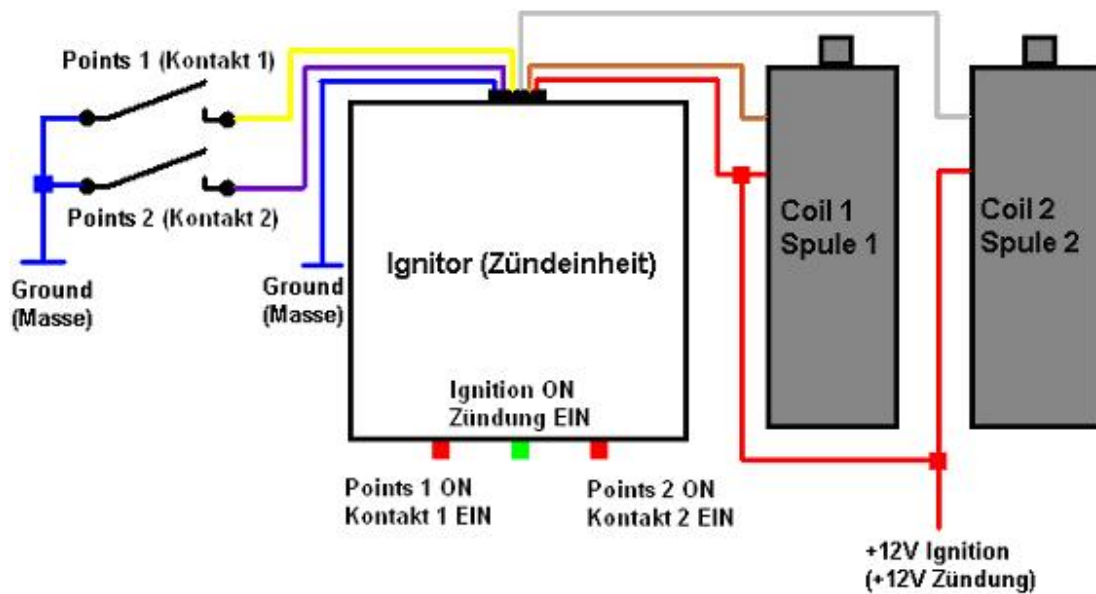 Points 1 (Kontakt 1)
Points 2 (Kontakt 2)
Ground
(Masse)
Ground
(Masse)
Ignitor (Zündeinheit)
Ignition ON
Zündung EIN
Points 1 ON
Kontakt 1 EIN
Points 2 ON
Kontakt 2 EIN
Coil 1
Spule 1
Coil 2
Spule 2
+12V Ignition
(+12V Zündung)